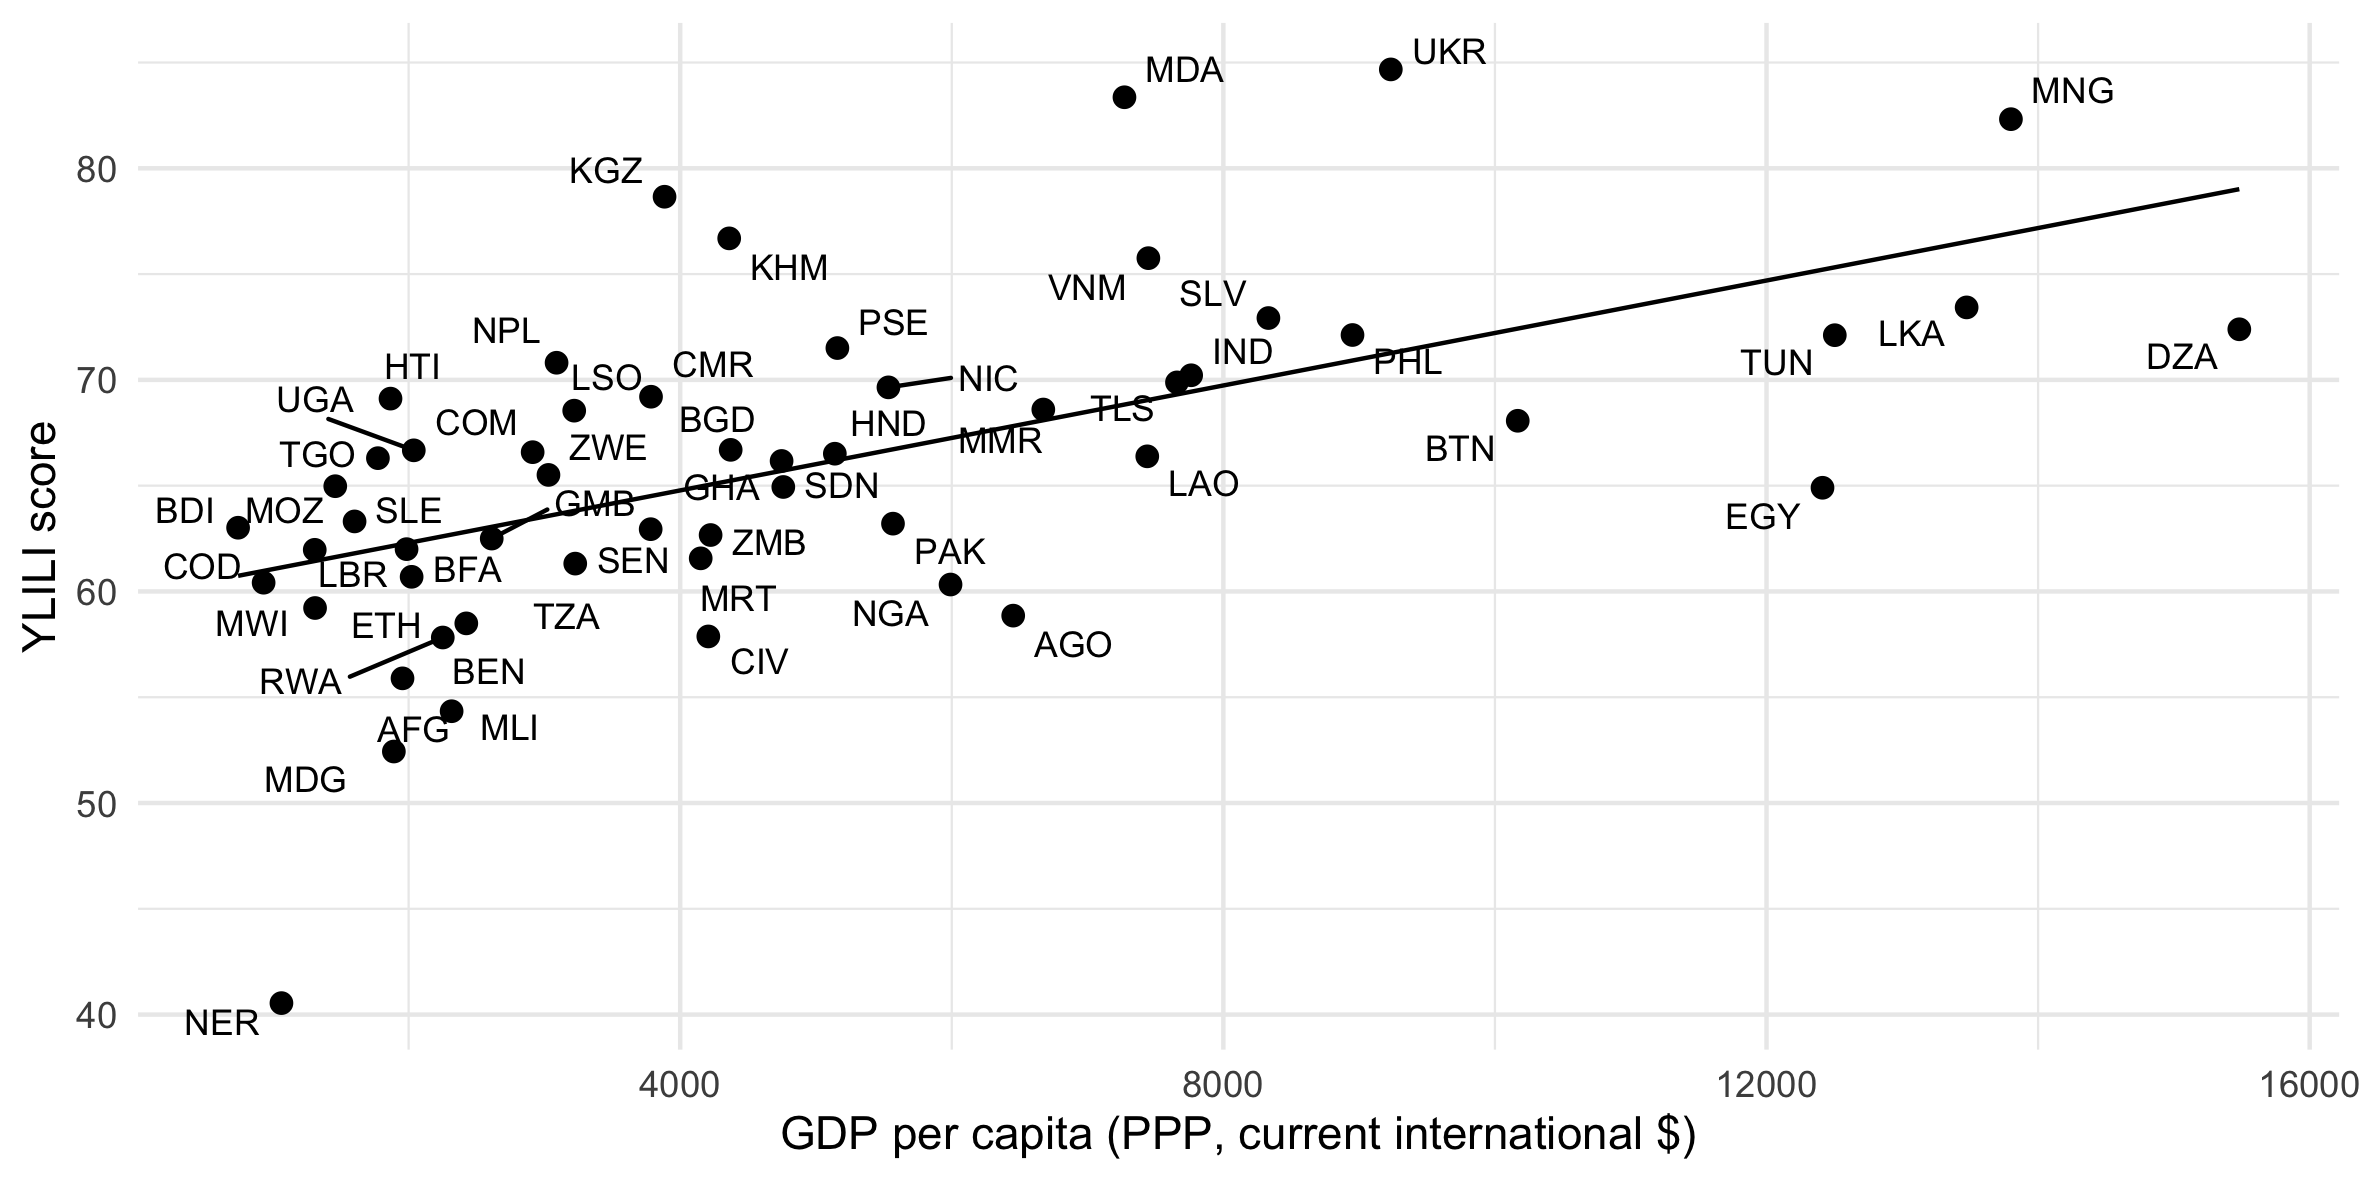 UKR
MDA
MNG
KGZ
80
KHM
VNM
SLV
PSE
NPL
LKA
IND
DZA
CMR
HTI
PHL
TUN
LSO
NIC
70
UGA
TLS
BGD
COM
HND
MMR
ZWE
BTN
TGO
LAO
SDN
GHA
GMB
BDI
MOZ
SLE
EGY
ZMB
PAK
SEN
COD
BFA
LBR
60
MRT
NGA
TZA
MWI
ETH
AGO
CIV
BEN
RWA
AFG
MLI
MDG
50
NER
40
YLILI score
4000
8000
12000
16000
GDP per capita (PPP, current international $)